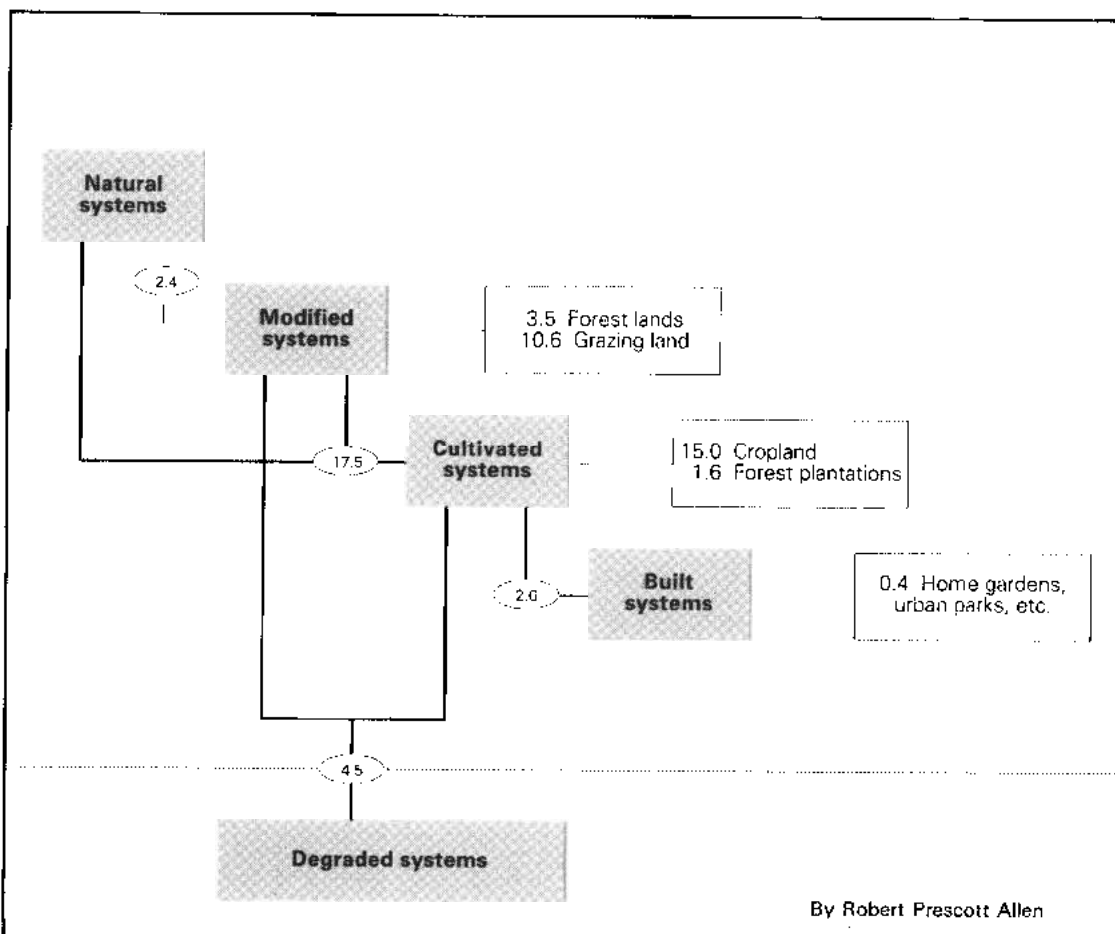 Natural
systems
2.4
Modified
systems
3.5 Forest lands
10.6 Grazing land
17.5
Cultivated
systems
15.0 Cropland
1.6 Forest plantations
2.0
Built
systems
0.4 Home gardens,
urban parks, etc.
4.5
Degraded systems
By Robert Prescott Allen